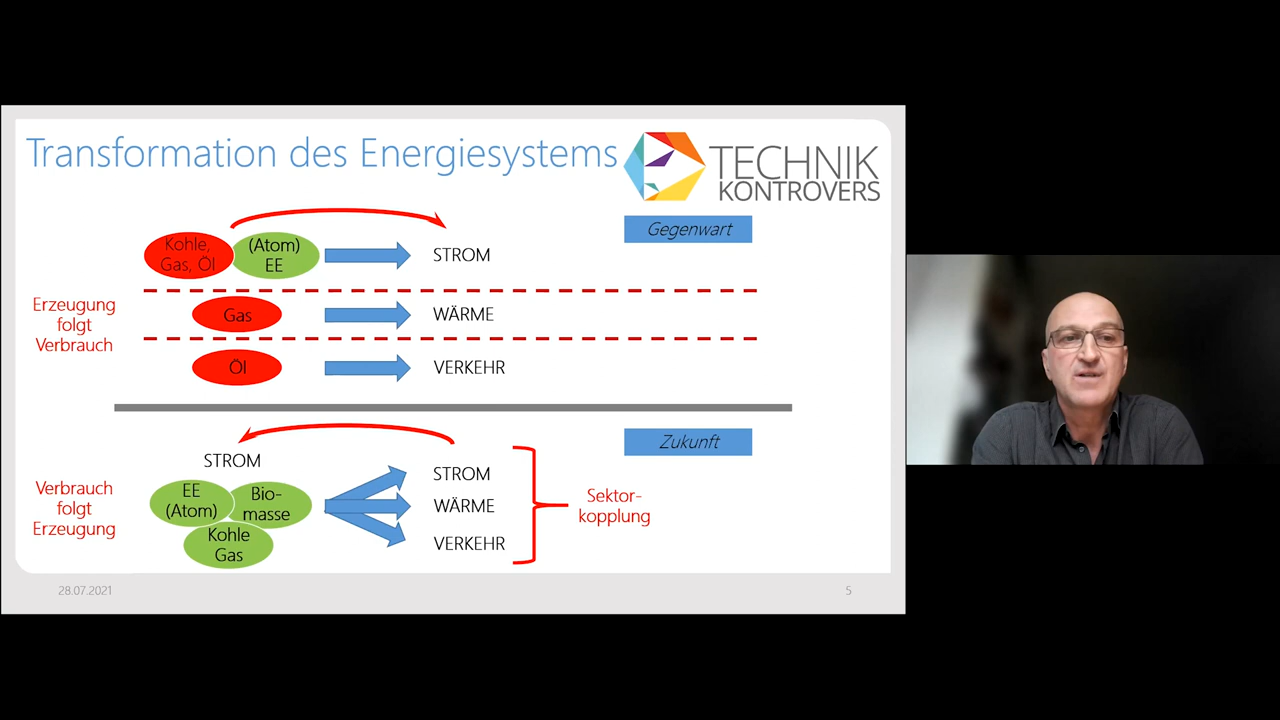 Transformation des Energiesystems
TECHNIK
KONTROVERS
Gegenwart
Kohle,
Gas, Öl
(Atom)
EE
STROM
Erzeugung
folgt
Verbrauch
Gas
WÄRME
Öl
VERKEHR
Zukunft
STROM
Verbrauch
folgt
Erzeugung
EE
(Atom)
Bio-
masse
Kohle
Gas
STROM
WÄRME
VERKEHR
Sektor-
kopplung
28.07.2021
5